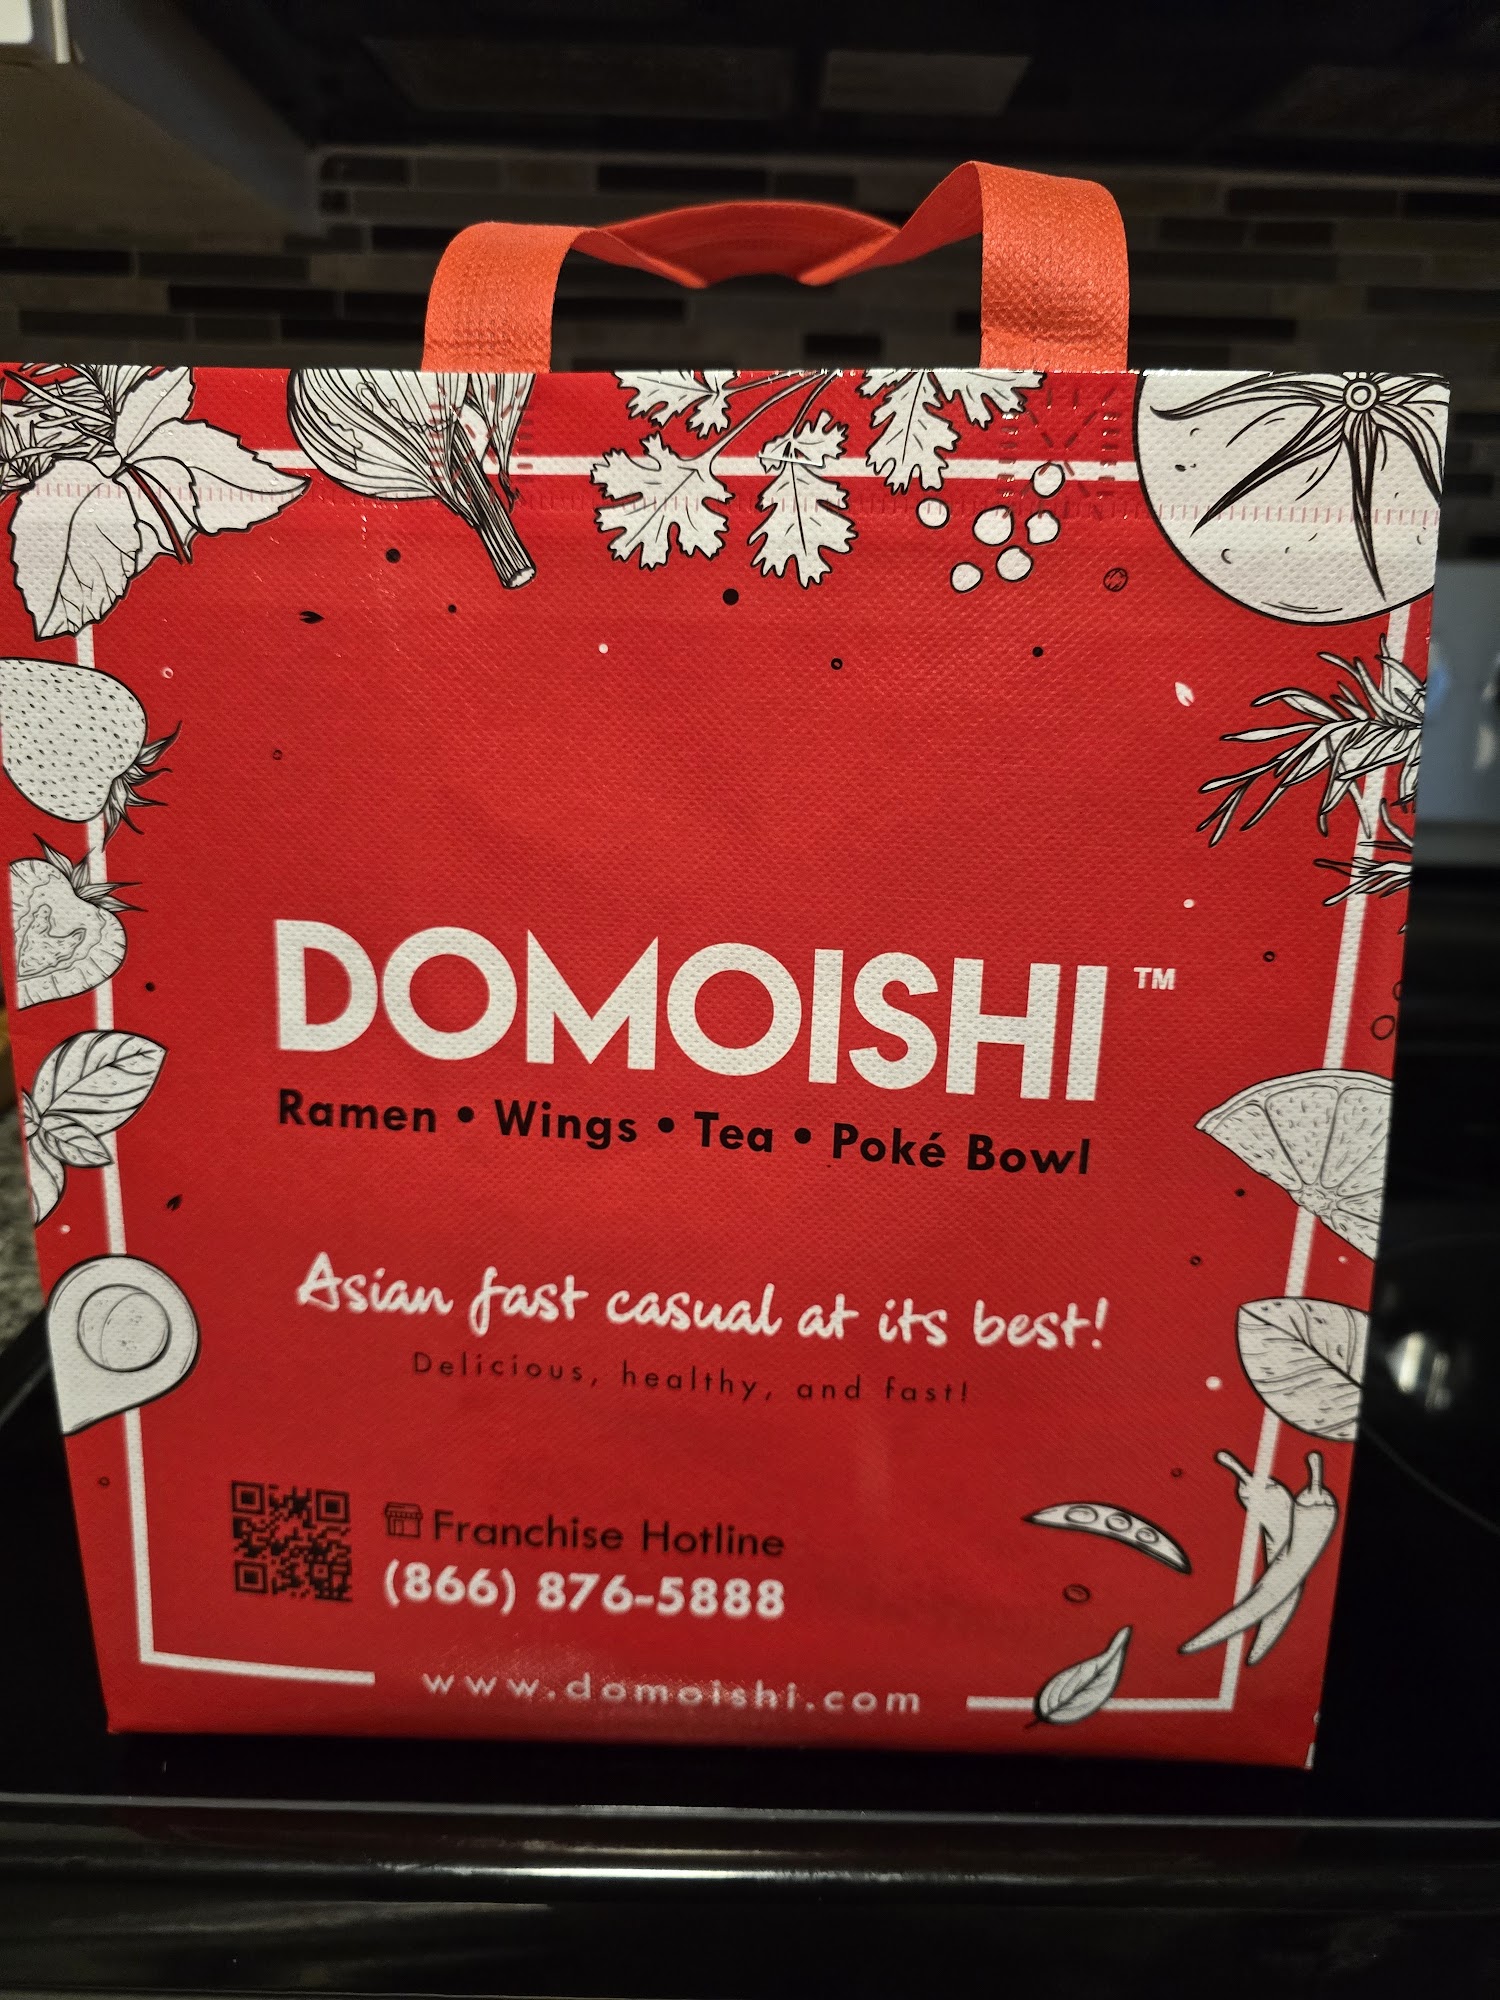 DOMOISHI™
Ramen • Wings • Tea • Poké Bowl
Asian fast casual at its best!
Delicious, healthy, and fast!
Franchise Hotline
(866) 876-5888
www.domoishi.com